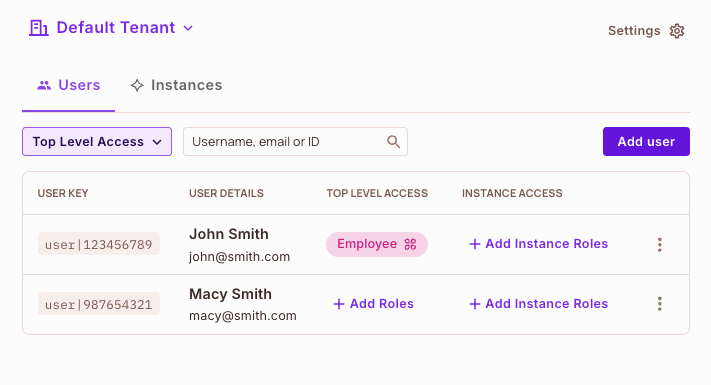 Default Tenant
Settings
Users Instances
Top Level Access Username, email or ID Add user
USER KEY USER DETAILS TOP LEVEL ACCESS INSTANCE ACCESS
user|123456789 John Smith Employee + Add Instance Roles
john@smith.com
user|987654321 Macy Smith + Add Roles + Add Instance Roles
macy@smith.com